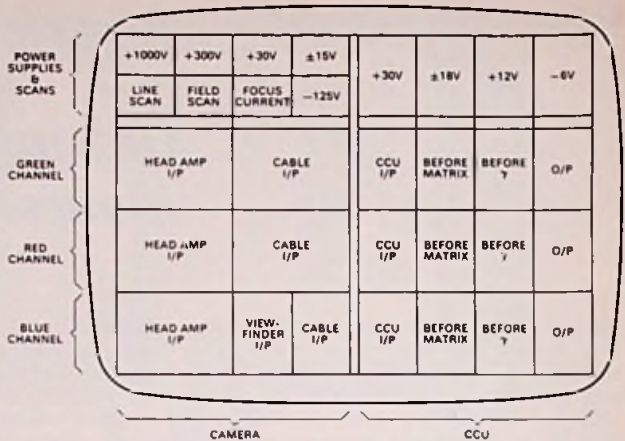 POWER
SUPPLIES
&
SCANS
+1000V +300V +30V ±15V
LINE
SCAN
FIELD
SCAN
FOCUS
CURRENT
−125V
+30V ±18V +12V −6V
GREEN
CHANNEL
HEAD AMP
I/P
CABLE
I/P
CCU
I/P
BEFORE
MATRIX
BEFORE
γ
O/P
RED
CHANNEL
HEAD AMP
I/P
CABLE
I/P
CCU
I/P
BEFORE
MATRIX
BEFORE
γ
O/P
BLUE
CHANNEL
HEAD AMP
I/P
VIEW-
FINDER
I/P
CABLE
I/P
CCU
I/P
BEFORE
MATRIX
BEFORE
γ
O/P
CAMERA
CCU